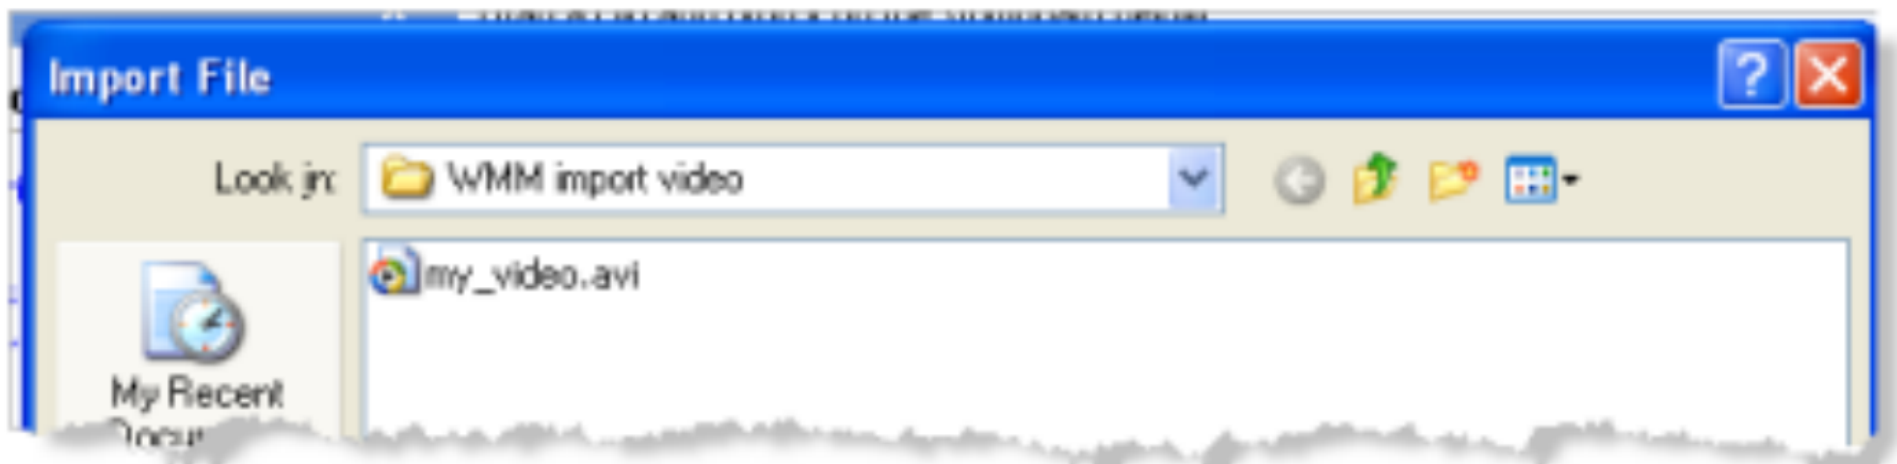 Import File
?
Look in:
WMM import video
my_video.avi
My Recent